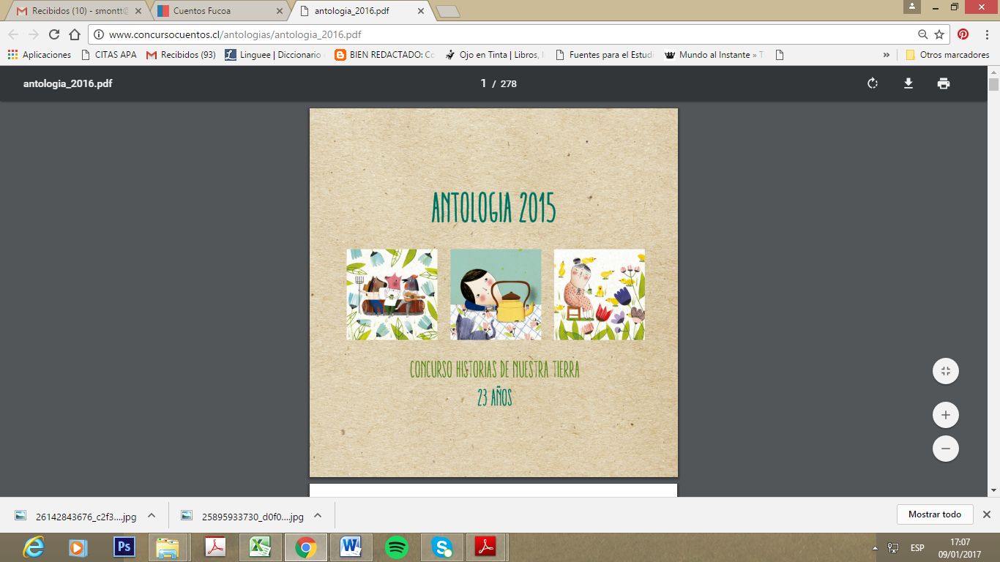 Recibidos (10) - smontt@
Cuentos Fucoa
antologia_2016.pdf
www.concursocuentos.cl/antologias/antologia_2016.pdf
Aplicaciones
CITAS APA
Recibidos (93)
Linguee | Diccionario
BIEN REDACTADO: Co
Ojo en Tinta | Libros,
Fuentes para el Estudi
Mundo al Instante » T
»
Otros marcadores
antologia_2016.pdf
1 / 278
ANTOLOGIA 2015
CONCURSO HISTORIAS DE NUESTRA TIERRA
23 AÑOS
26142843676_c2f3....jpg
25895933730_d0f0....jpg
Mostrar todo
Ps
ESP
17:07
09/01/2017